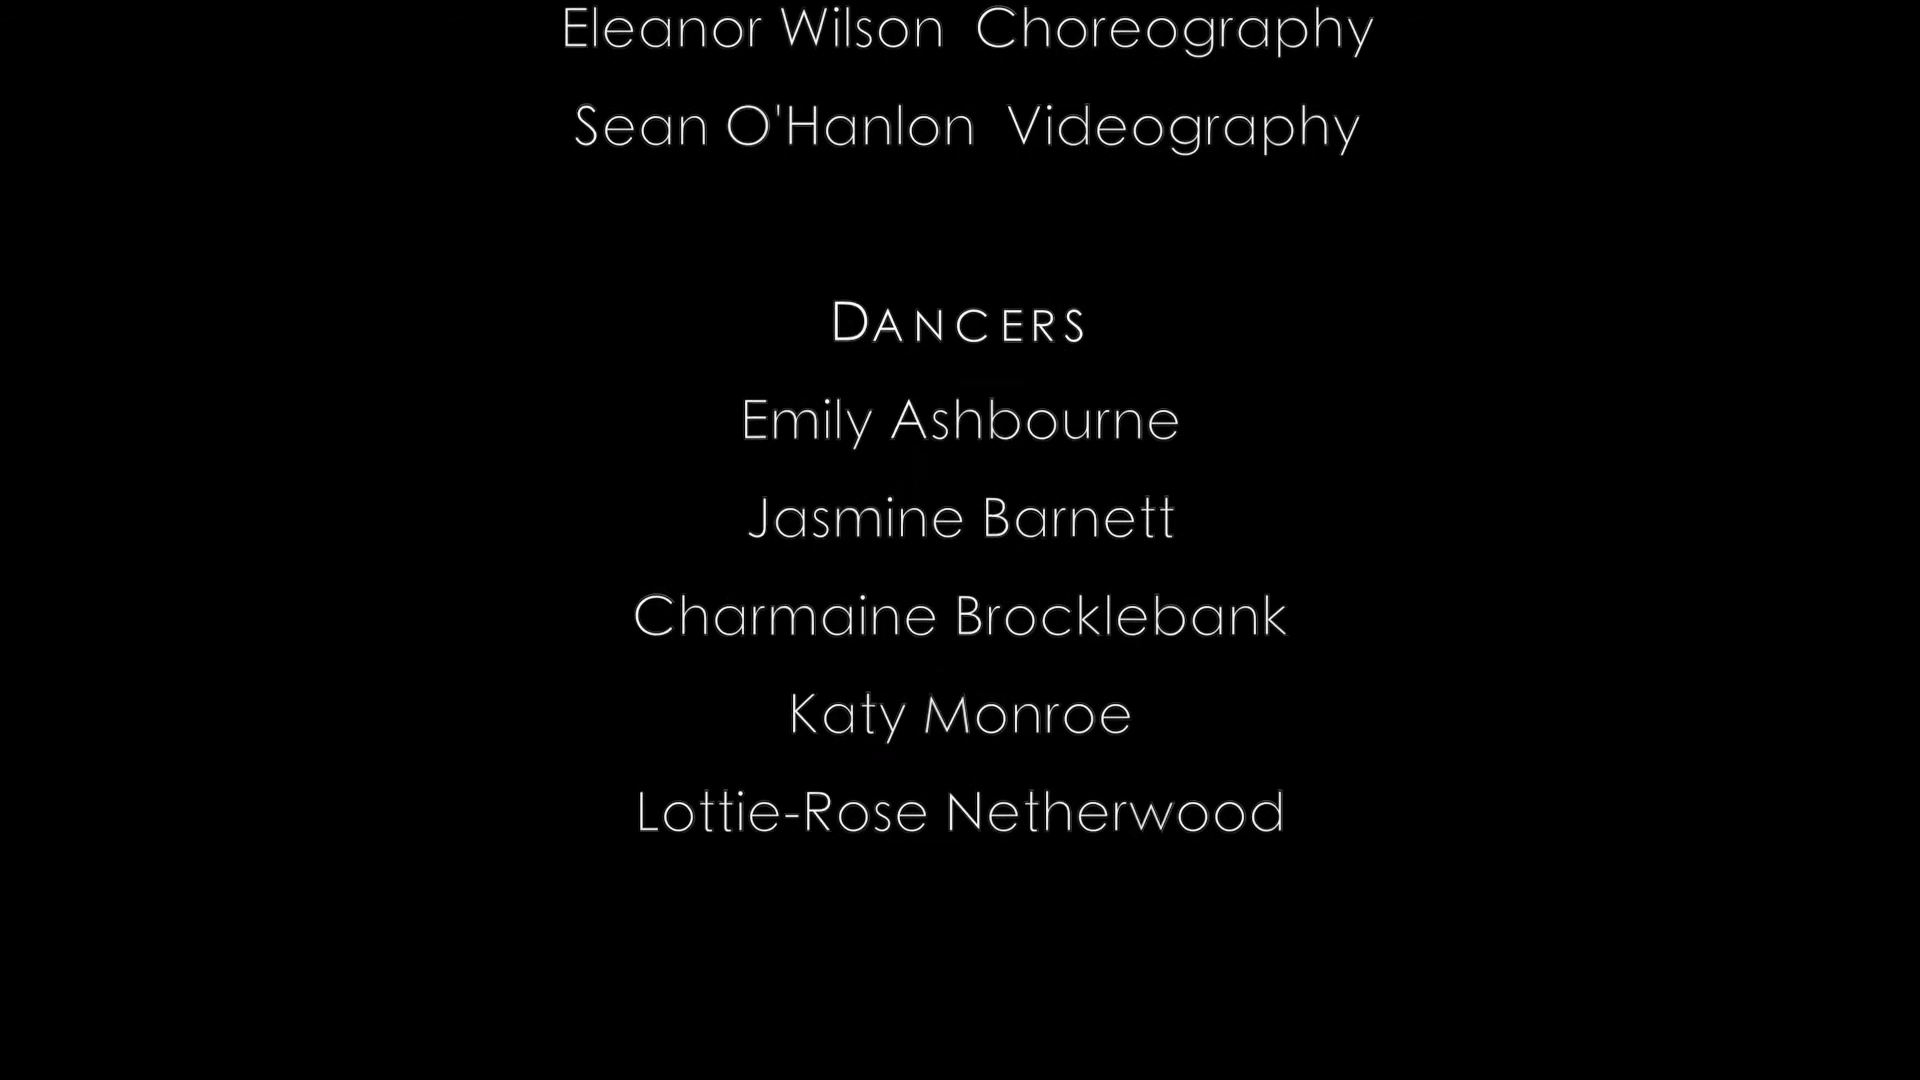 Eleanor Wilson  Choreography
Sean O'Hanlon  Videography
DANCERS
Emily Ashbourne
Jasmine Barnett
Charmaine Brocklebank
Katy Monroe
Lottie-Rose Netherwood